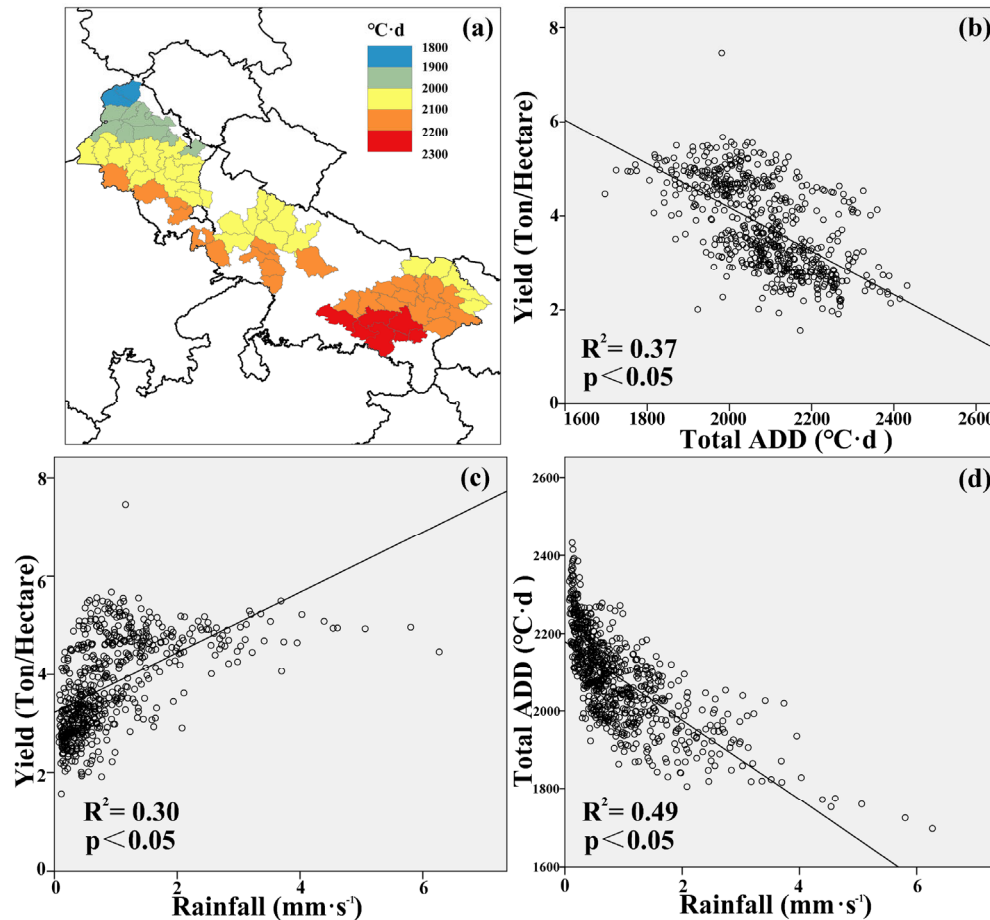 (a)
°C·d
1800
1900
2000
2100
2200
2300
(b)
Yield (Ton/Hectare)
8
6
4
2
0
R²= 0.37
p<0.05
1600 1800 2000 2200 2400 2600
Total ADD (°C·d )
(c)
Yield (Ton/Hectare)
8
6
4
2
0
R²= 0.30
p<0.05
0 2 4 6
Rainfall (mm·s⁻¹)
(d)
Total ADD (°C·d )
2600
2400
2200
2000
1800
1600
R²= 0.49
p<0.05
0 2 4 6
Rainfall (mm·s⁻¹)